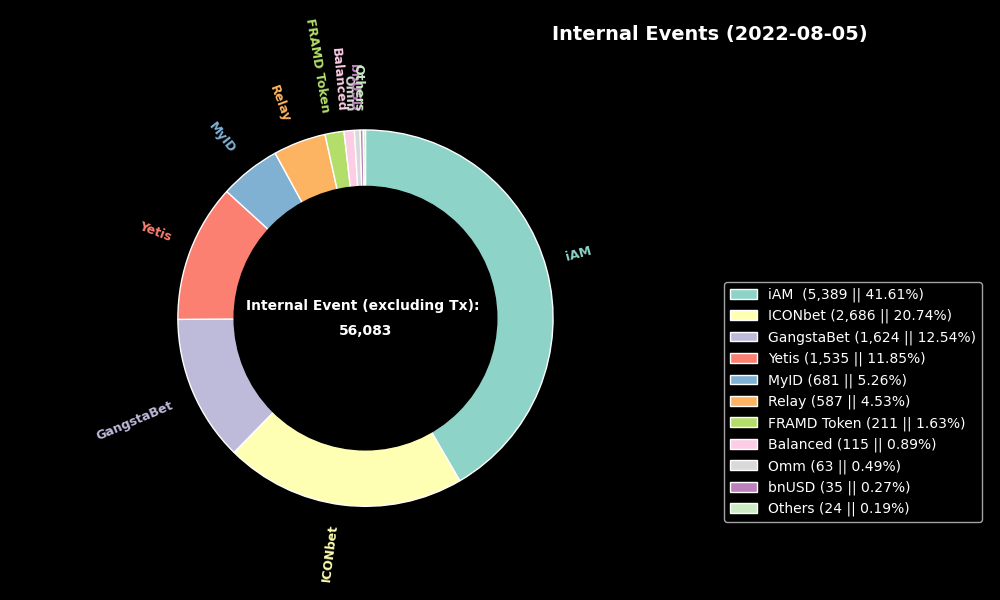 Internal Events (2022-08-05)
FRAMD Token
Balanced
Omm
bnUSD
Others
Relay
MyID
Yetis
iAM
GangstaBet
ICONbet
Internal Event (excluding Tx):
56,083
iAM  (5,389 || 41.61%)
ICONbet (2,686 || 20.74%)
GangstaBet (1,624 || 12.54%)
Yetis (1,535 || 11.85%)
MyID (681 || 5.26%)
Relay (587 || 4.53%)
FRAMD Token (211 || 1.63%)
Balanced (115 || 0.89%)
Omm (63 || 0.49%)
bnUSD (35 || 0.27%)
Others (24 || 0.19%)